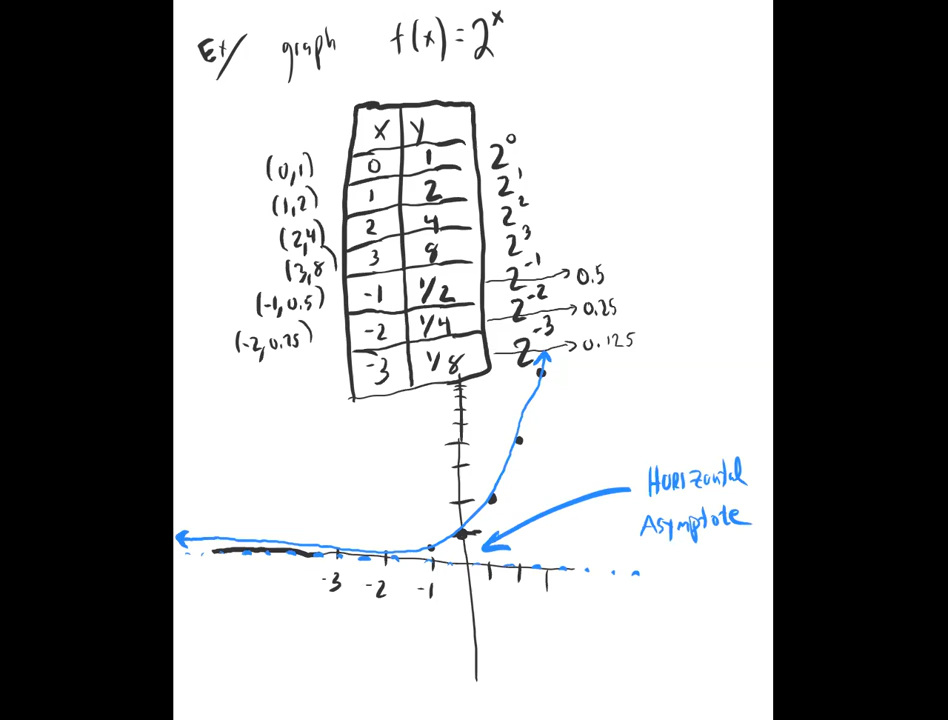 Ex/ graph f(x) = 2^x
x y
(0,1) 0 1 2^0
(1,2) 1 2 2^1
(2,4) 2 4 2^2
(3,8 3 8 2^3
(-1,0.5) -1 1/2 2^-1 → 0.5
(-2,0.25) -2 1/4 2^-2 → 0.25
-3 1/8 2^-3 → 0.125
Horizontal
Asymptote
-3 -2 -1